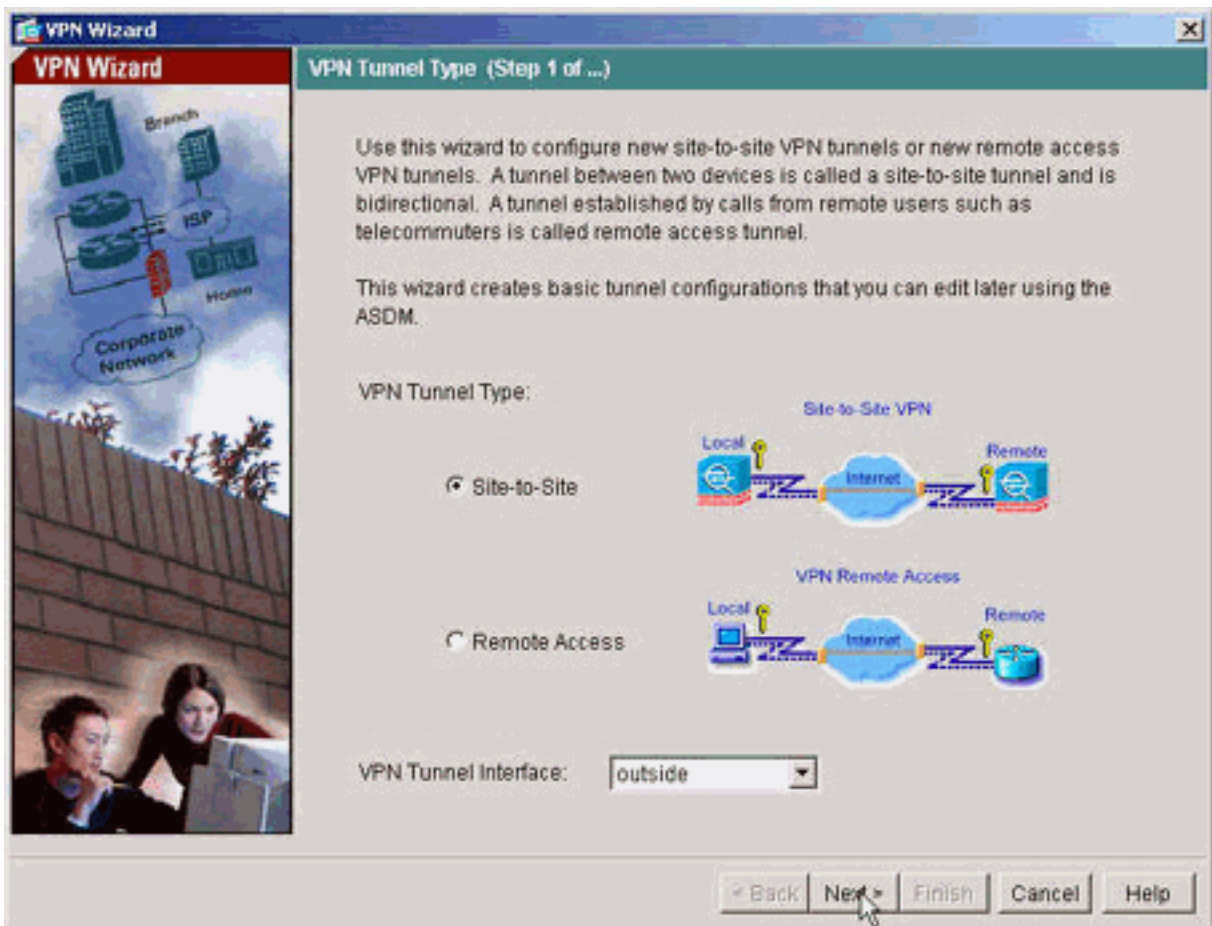 VPN Wizard
VPN Wizard
VPN Tunnel Type (Step 1 of ...)
Branch
ISP
Home
Corporate
Network
Use this wizard to configure new site-to-site VPN tunnels or new remote access
VPN tunnels. A tunnel between two devices is called a site-to-site tunnel and is
bidirectional. A tunnel established by calls from remote users such as
telecommuters is called remote access tunnel.
This wizard creates basic tunnel configurations that you can edit later using the
ASDM.
VPN Tunnel Type:
Site-to-Site VPN
Local
Remote
Internet
Site-to-Site
VPN Remote Access
Local
Remote
Internet
Remote Access
VPN Tunnel Interface:
outside
< Back
Next >
Finish
Cancel
Help